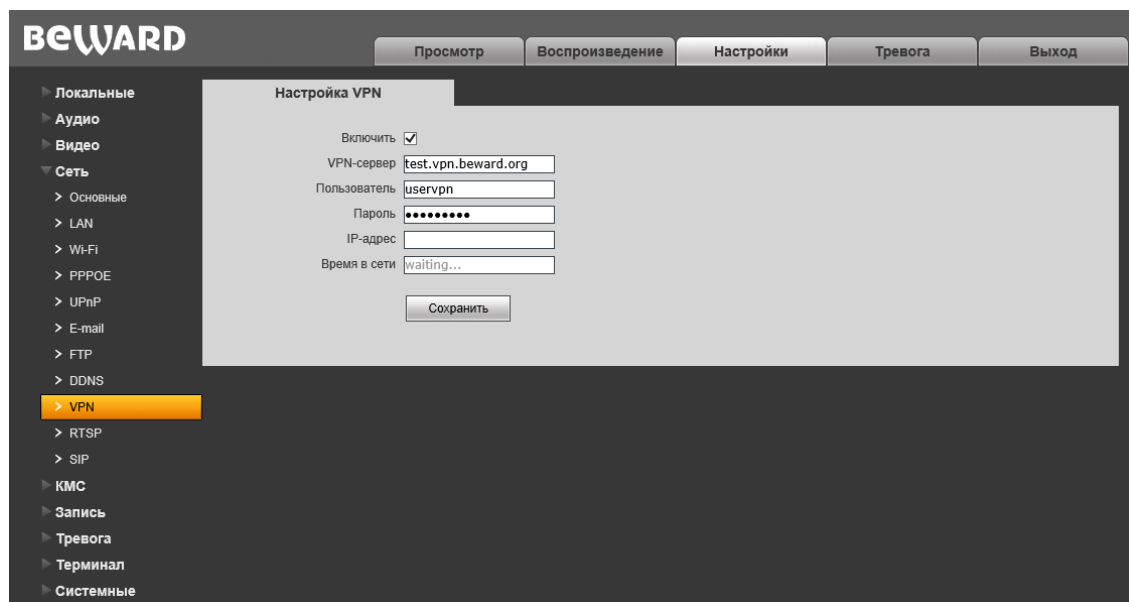 BEWARD
Просмотр Воспроизведение Настройки Тревога Выход
Локальные
Аудио
Видео
Сеть
> Основные
> LAN
> Wi-Fi
> PPPOE
> UPnP
> E-mail
> FTP
> DDNS
> VPN
> RTSP
> SIP
КМС
Запись
Тревога
Терминал
Системные
Настройка VPN
Включить
VPN-сервер test.vpn.beward.org
Пользователь uservpn
Пароль •••••••••
IP-адрес
Время в сети waiting...
Сохранить